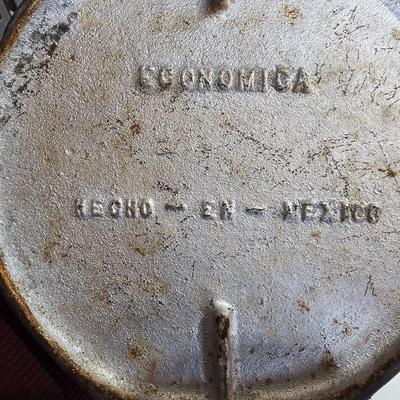 ECONOMICA
HECHO - EN - MEXICO